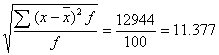 √(∑(x-x̄)² f / f) = 12944 / 100 = 11.377